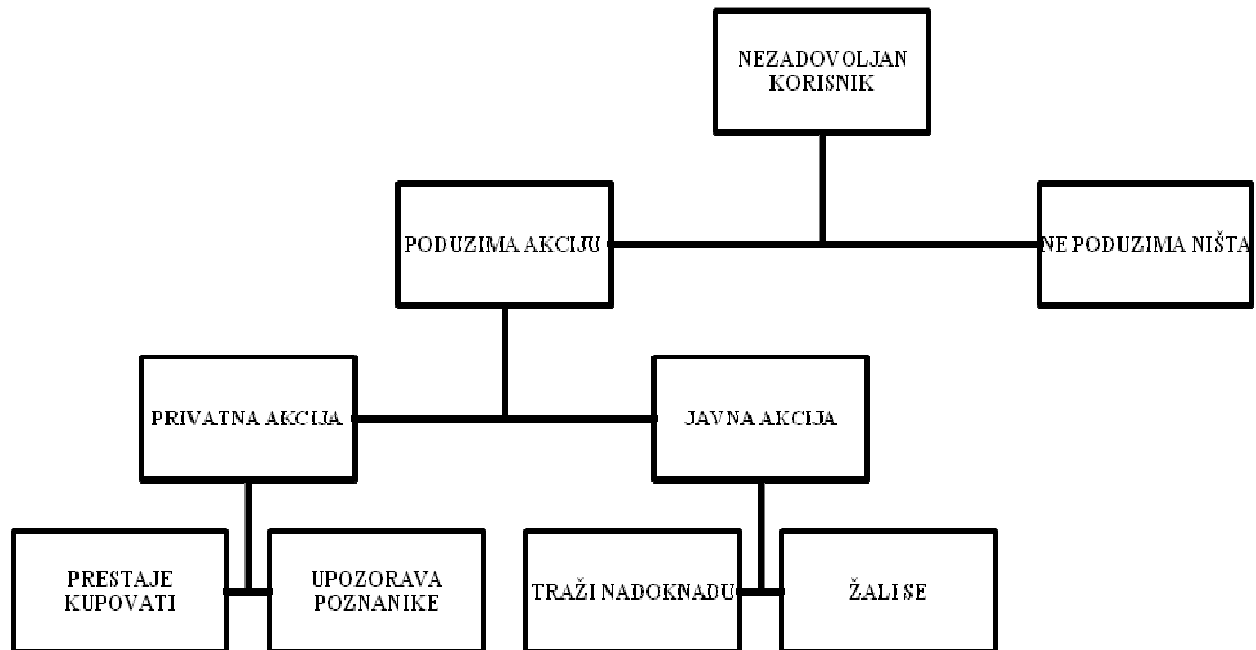 NEZADOVOLJAN
KORISNIK
PODUZIMA AKCIJU
NE PODUZIMA NIŠTA
PRIVATNA AKCIJA
JAVNA AKCIJA
PRESTAJE
KUPOVATI
UPOZORAVA
POZNANIKE
TRAŽI NADOKNADU
ŽALI SE